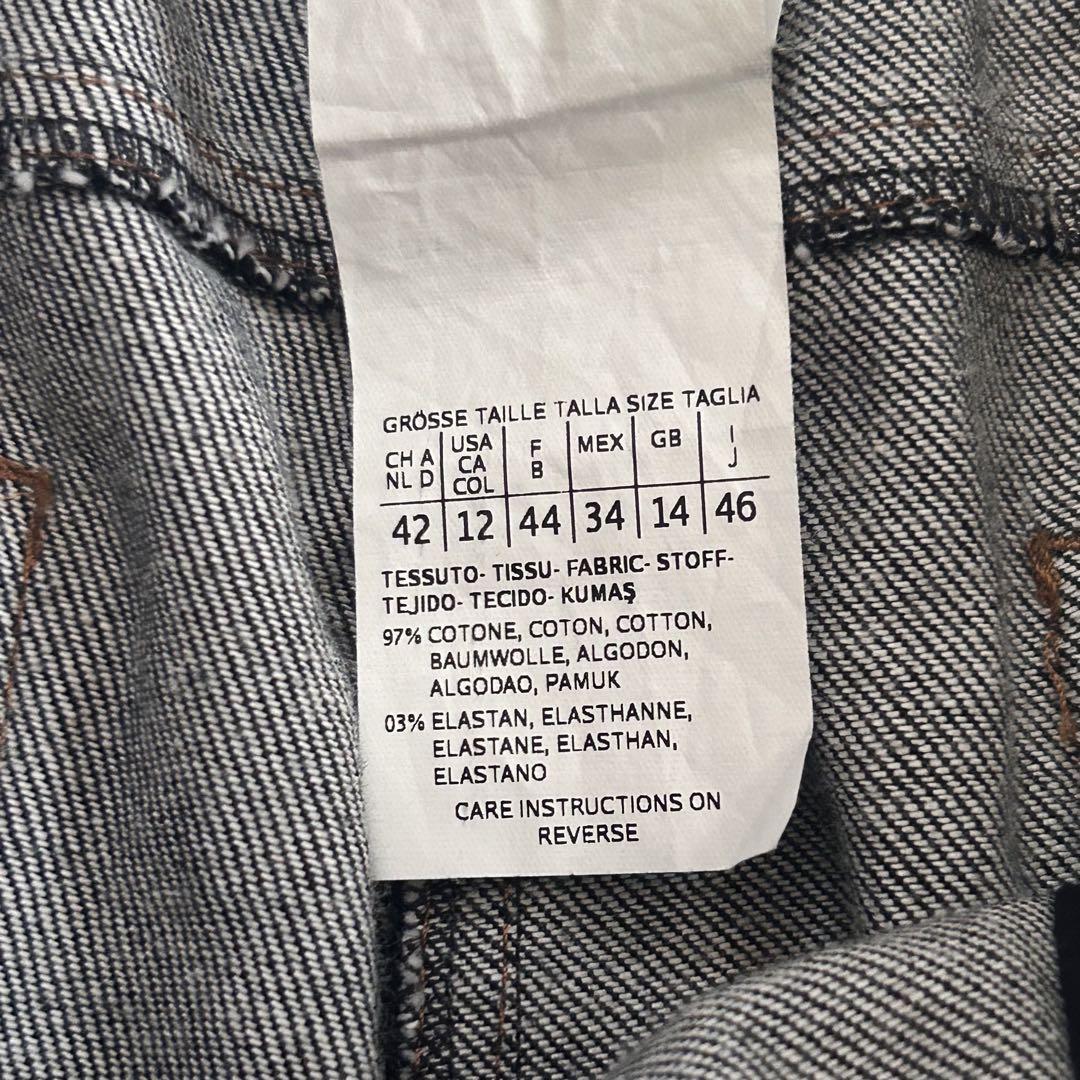 GRÖSSE TAILLE TALLA SIZE TAGLIA
CH A NL D | USA CA COL | F B | MEX | GB | I J
42 | 12 | 44 | 34 | 14 | 46
TESSUTO- TISSU- FABRIC- STOFF-
TEJIDO- TECIDO- KUMAŞ
97% COTONE, COTON, COTTON,
BAUMWOLLE, ALGODON,
ALGODAO, PAMUK
03% ELASTAN, ELASTHANNE,
ELASTANE, ELASTHAN,
ELASTANO
CARE INSTRUCTIONS ON
REVERSE